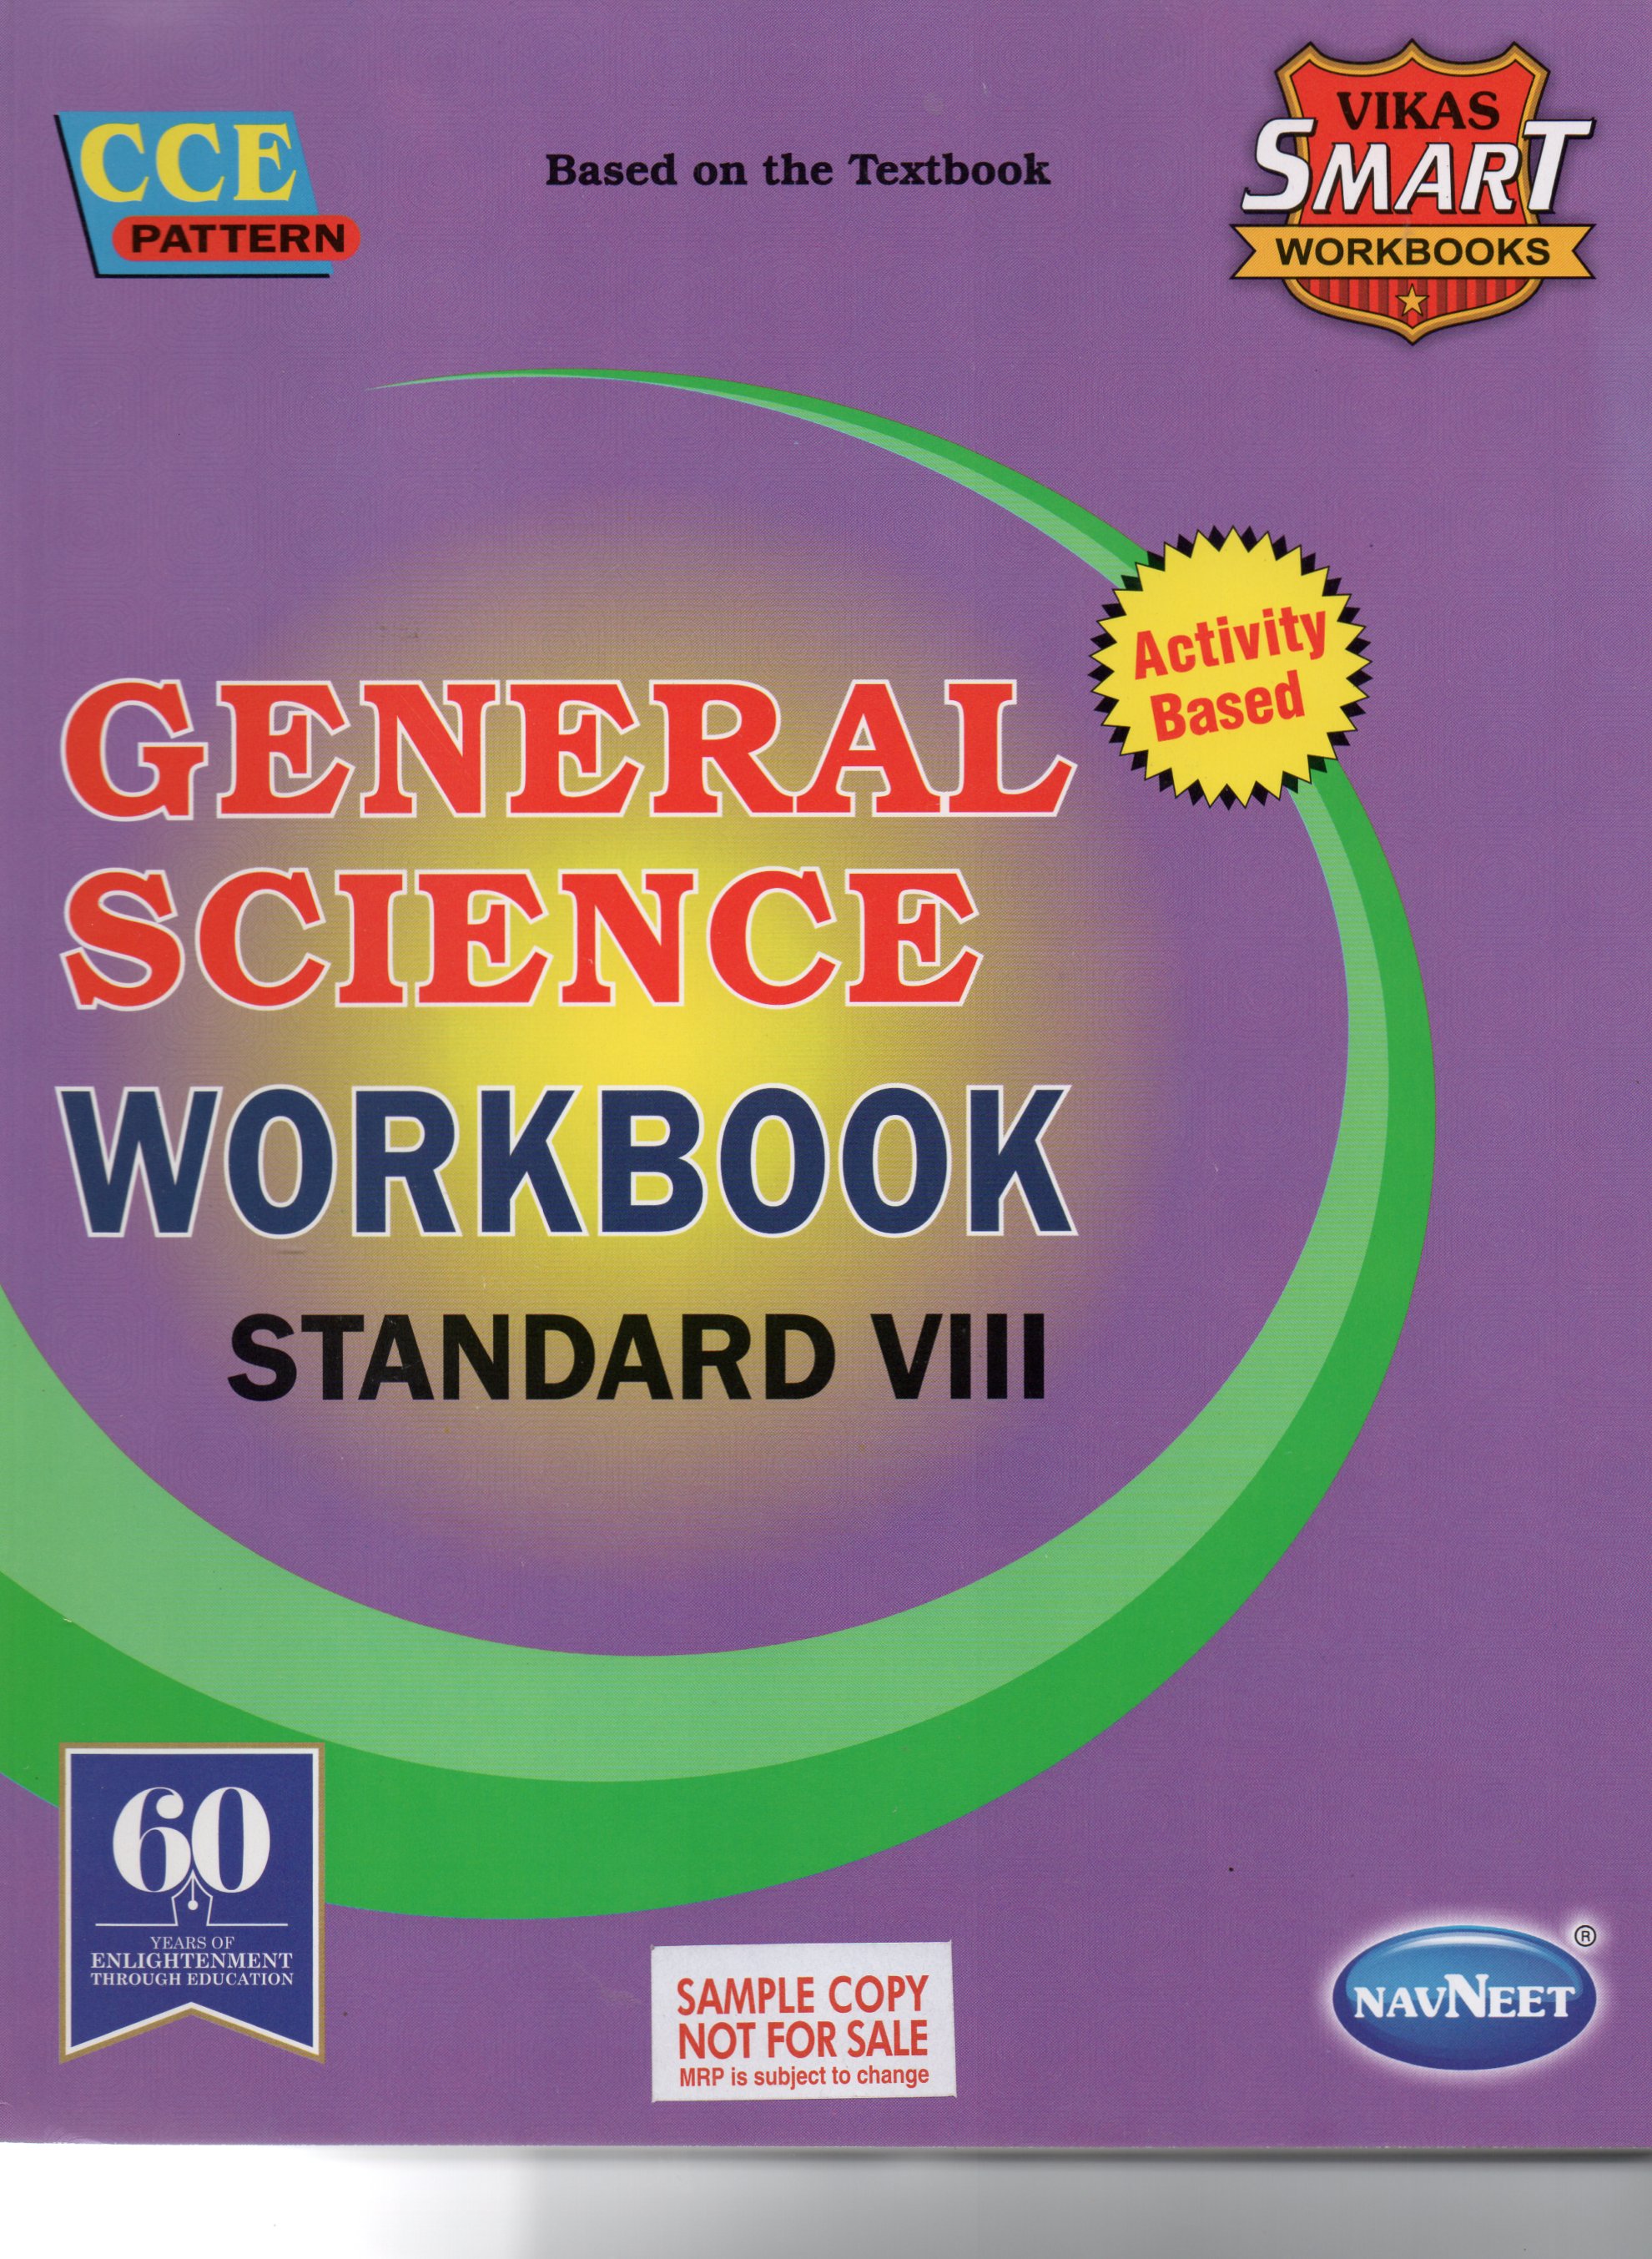 CCE
PATTERN
Based on the Textbook
VIKAS
SMART
WORKBOOKS
Activity
Based
GENERAL
SCIENCE
WORKBOOK
STANDARD VIII
60
YEARS OF
ENLIGHTENMENT
THROUGH EDUCATION
SAMPLE COPY
NOT FOR SALE
MRP is subject to change
NAVNEET ®